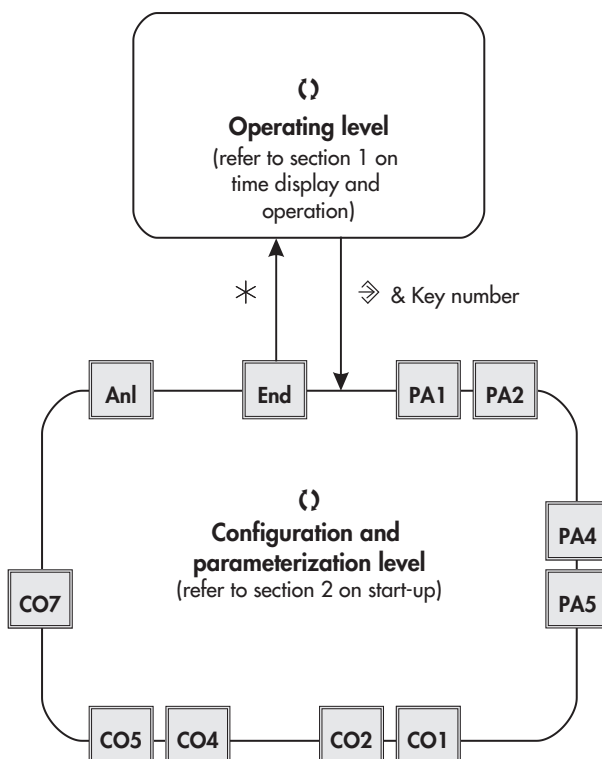 Operating level
(refer to section 1 on
time display and
operation)
& Key number
Anl
End
PA1
PA2
Configuration and
parameterization level
(refer to section 2 on start-up)
PA4
CO7
PA5
CO5
CO4
CO2
CO1